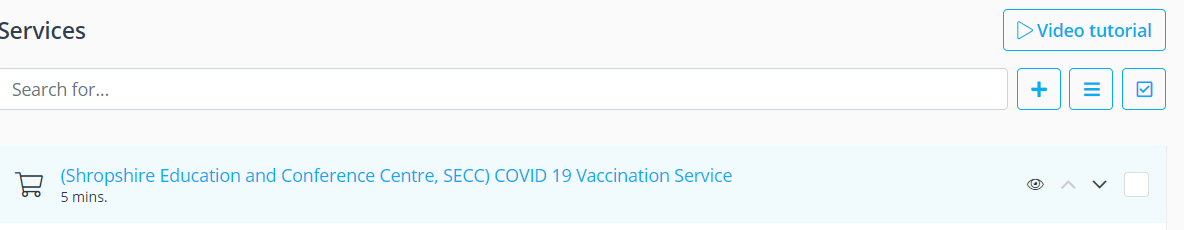 Services
Video tutorial
Search for...
(Shropshire Education and Conference Centre, SECC) COVID 19 Vaccination Service
5 mins.